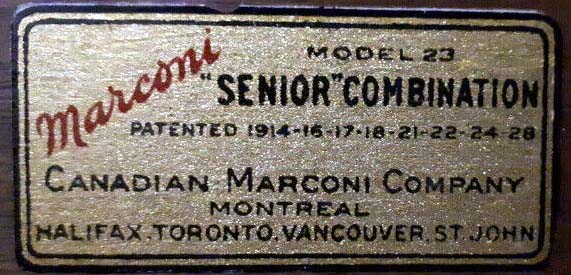 Marconi
MODEL 23
"SENIOR" COMBINATION
PATENTED 1914-16-17-18-21-22-24-28
CANADIAN MARCONI COMPANY
MONTREAL
HALIFAX. TORONTO. VANCOUVER. ST. JOHN